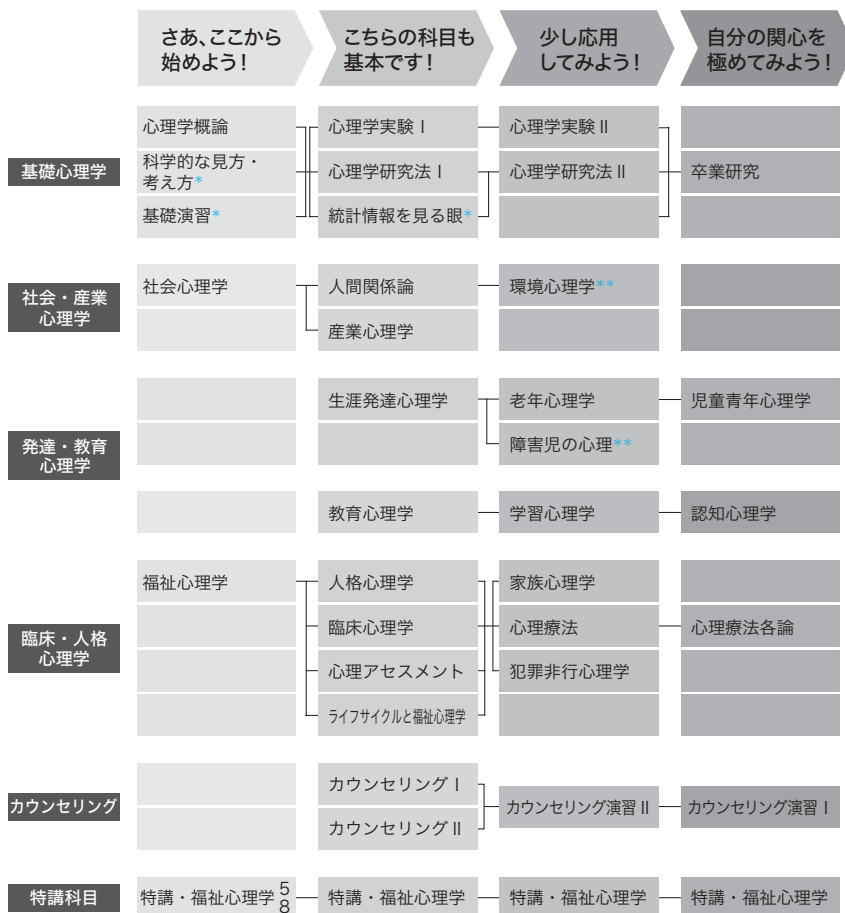 さあ、ここから
始めよう！
こちらの科目も
基本です！
少し応用
してみよう！
自分の関心を
極めてみよう！
基礎心理学
心理学概論
心理学実験Ⅰ
心理学実験Ⅱ
科学的な見方・
考え方*
心理学研究法Ⅰ
心理学研究法Ⅱ
卒業研究
基礎演習*
統計情報を見る眼*
社会・産業
心理学
社会心理学
人間関係論
環境心理学**
産業心理学
発達・教育
心理学
生涯発達心理学
老年心理学
児童青年心理学
障害児の心理**
教育心理学
学習心理学
認知心理学
臨床・人格
心理学
福祉心理学
人格心理学
家族心理学
臨床心理学
心理療法
心理療法各論
心理アセスメント
犯罪非行心理学
ライフサイクルと福祉心理学
カウンセリング
カウンセリングⅠ
カウンセリングⅡ
カウンセリング演習Ⅱ
カウンセリング演習Ⅰ
特講科目
特講・福祉心理学 5
8
特講・福祉心理学
特講・福祉心理学
特講・福祉心理学